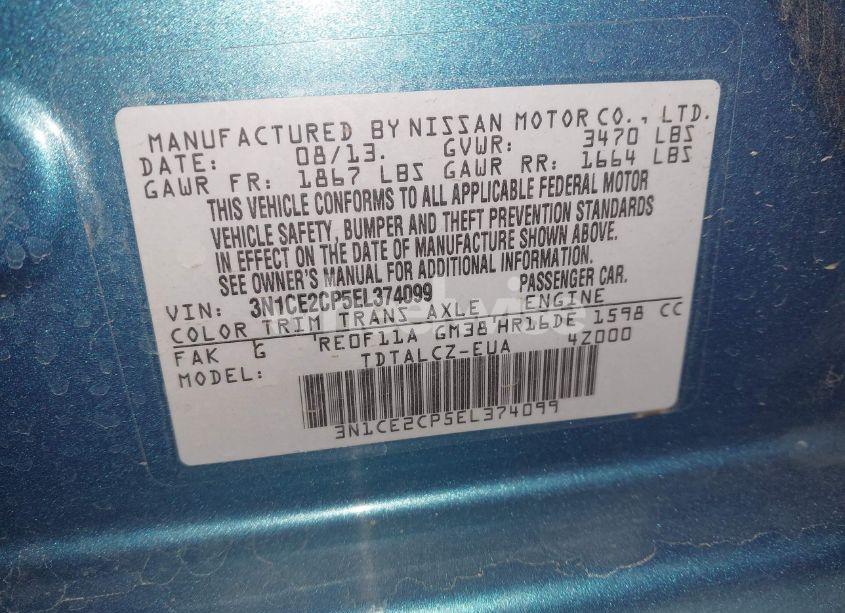 MANUFACTURED BY NISSAN MOTOR CO., LTD.
DATE: 08/13. GVWR: 3470 LBS
GAWR FR: 1867 LBS GAWR RR: 1664 LBS
THIS VEHICLE CONFORMS TO ALL APPLICABLE FEDERAL MOTOR
VEHICLE SAFETY, BUMPER AND THEFT PREVENTION STANDARDS
IN EFFECT ON THE DATE OF MANUFACTURE SHOWN ABOVE.
SEE OWNER'S MANUAL FOR ADDITIONAL INFORMATION.
VIN: 3N1CE2CP5EL374099 PASSENGER CAR.
COLOR TRIM TRANS AXLE ENGINE
FAK G RE0F11A GM38 HR16DE 1598 CC
MODEL: TDTALCZ-EUA 4Z000
3N1CE2CP5EL374099